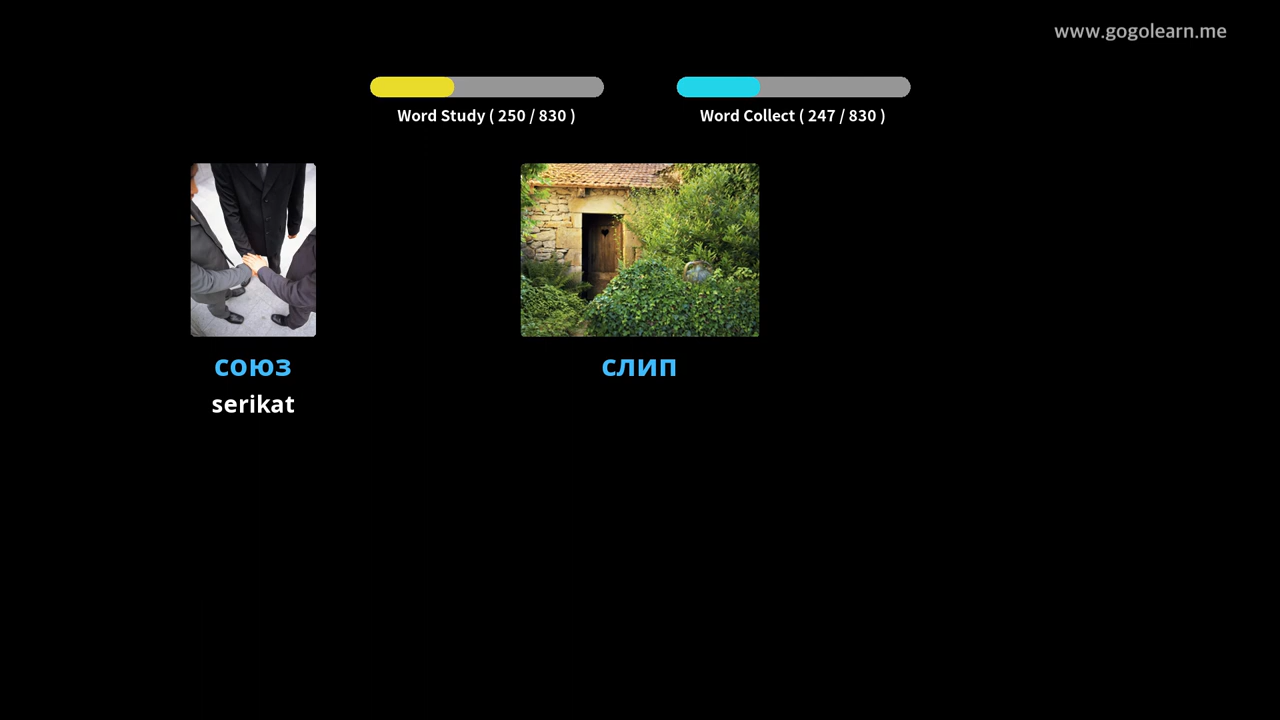 www.gogolearn.me
Word Study ( 250 / 830 )
Word Collect ( 247 / 830 )
союз
serikat
слип